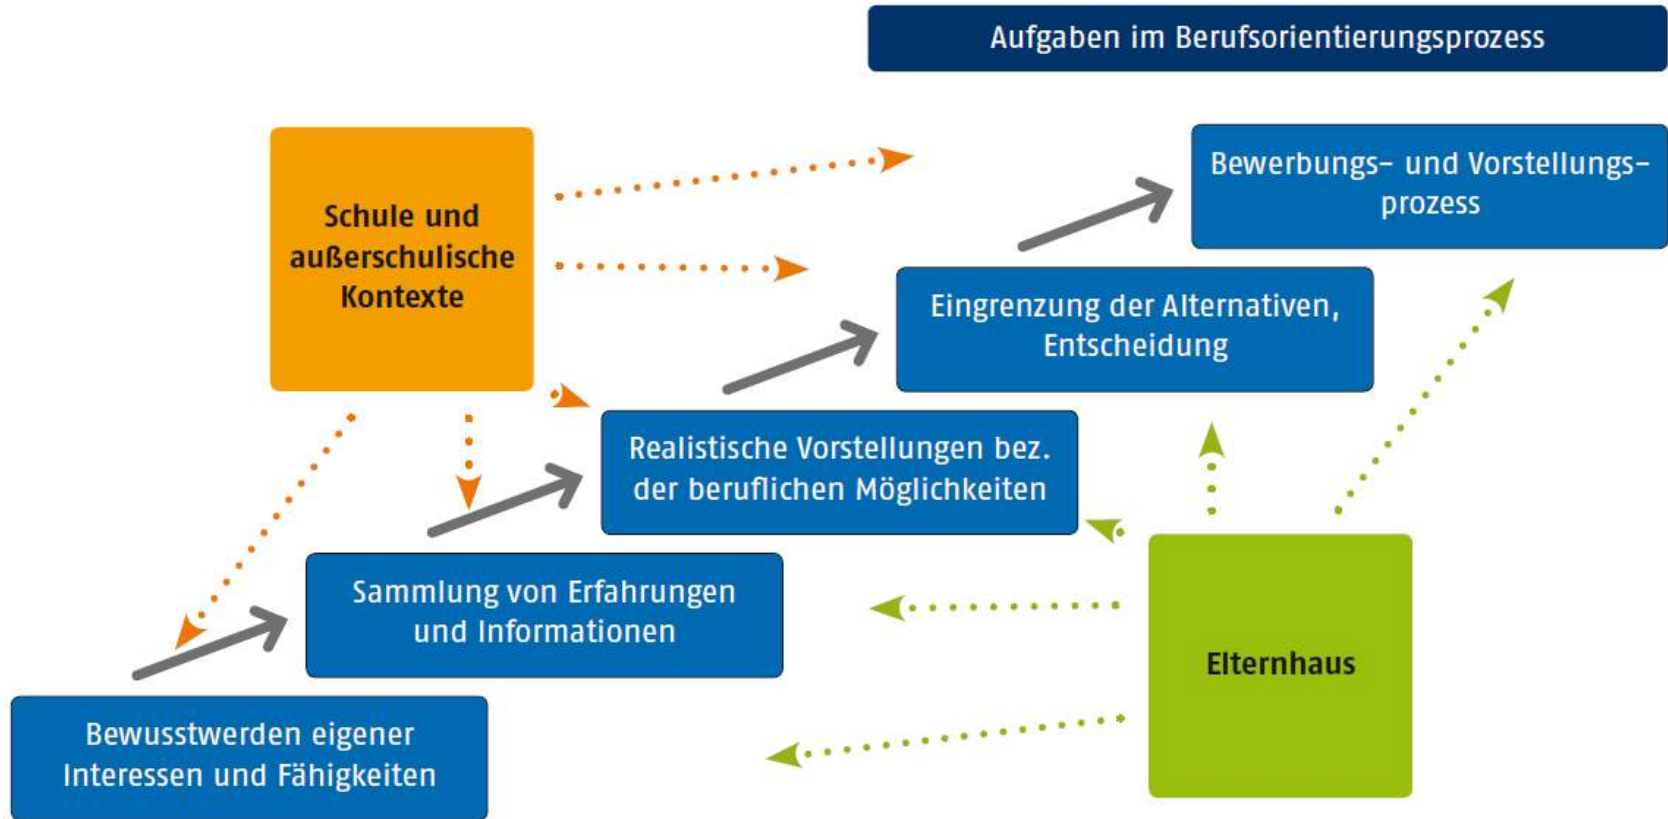 Aufgaben im Berufsorientierungsprozess
Schule und
außerschulische
Kontexte
Bewerbungs- und Vorstellungs-
prozess
Eingrenzung der Alternativen,
Entscheidung
Realistische Vorstellungen bez.
der beruflichen Möglichkeiten
Sammlung von Erfahrungen
und Informationen
Elternhaus
Bewusstwerden eigener
Interessen und Fähigkeiten